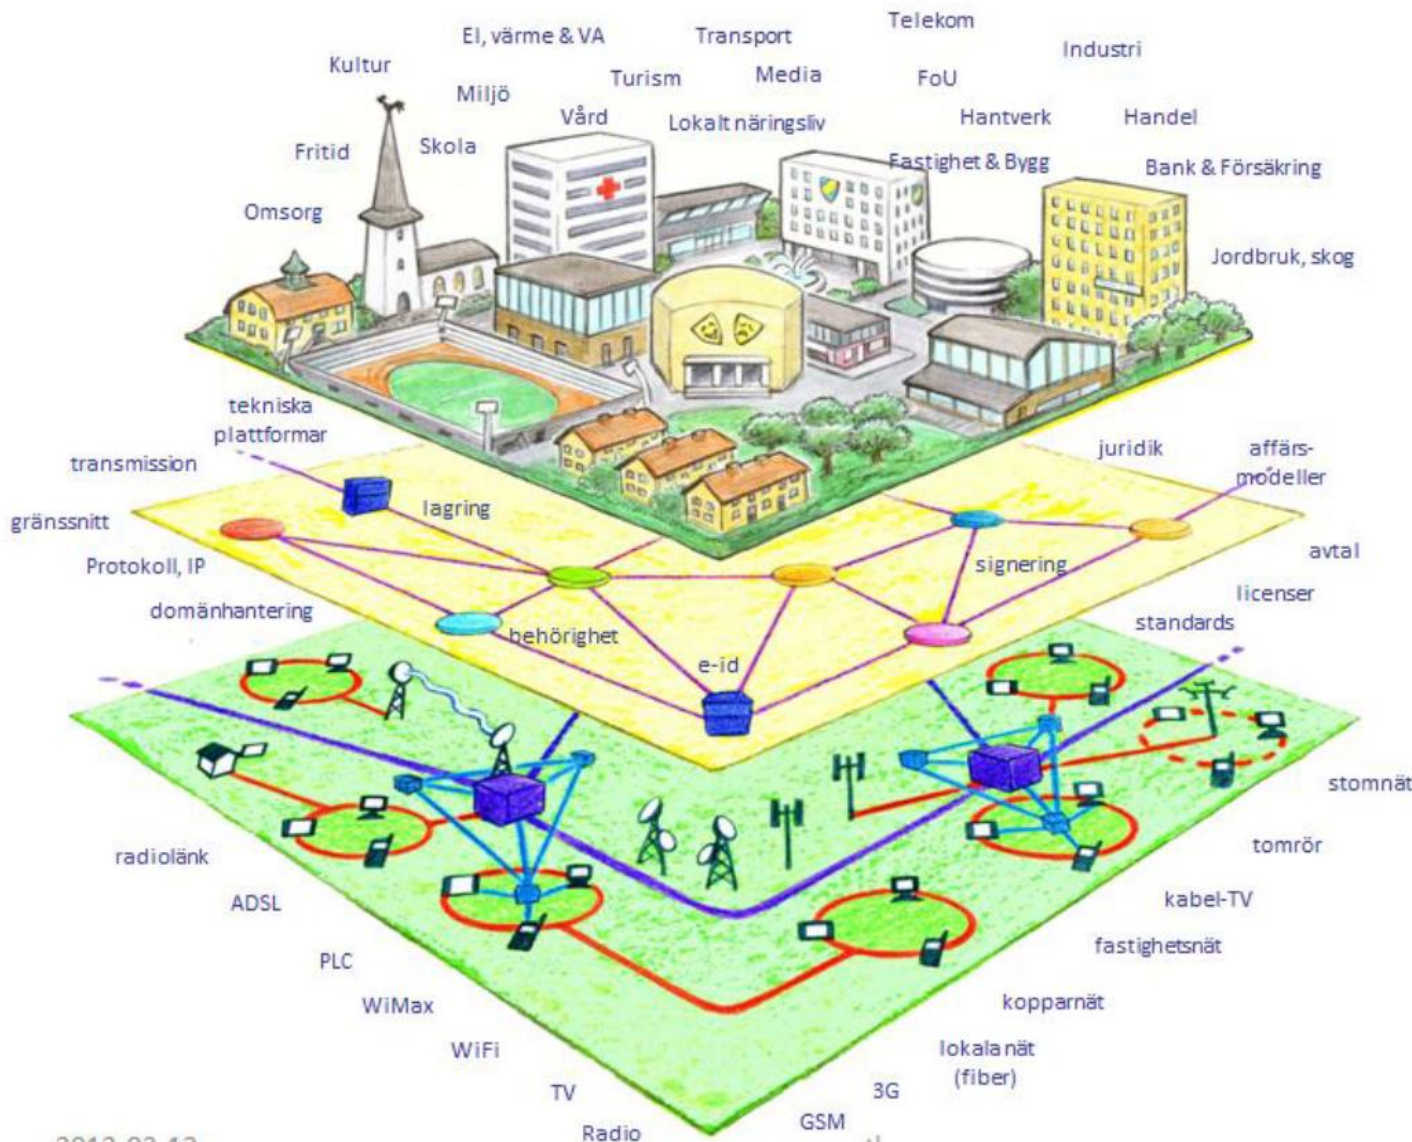 Telekom
El, värme & VA
Transport
Industri
Kultur
Turism
Media
FoU
Miljö
Vård
Lokalt näringsliv
Hantverk
Handel
Fritid
Skola
Fastighet & Bygg
Bank & Försäkring
Omsorg
Jordbruk, skog
tekniska
plattformar
transmission
lagring
gränssnitt
Protokoll, IP
domänhantering
behörighet
e-id
signering
juridik
affärs-
modeller
avtal
licenser
standards
radiolänk
ADSL
PLC
WiMax
WiFi
TV
Radio
stomnät
tomrör
kabel-TV
fastighetsnät
kopparnät
lokala nät
(fiber)
3G
GSM